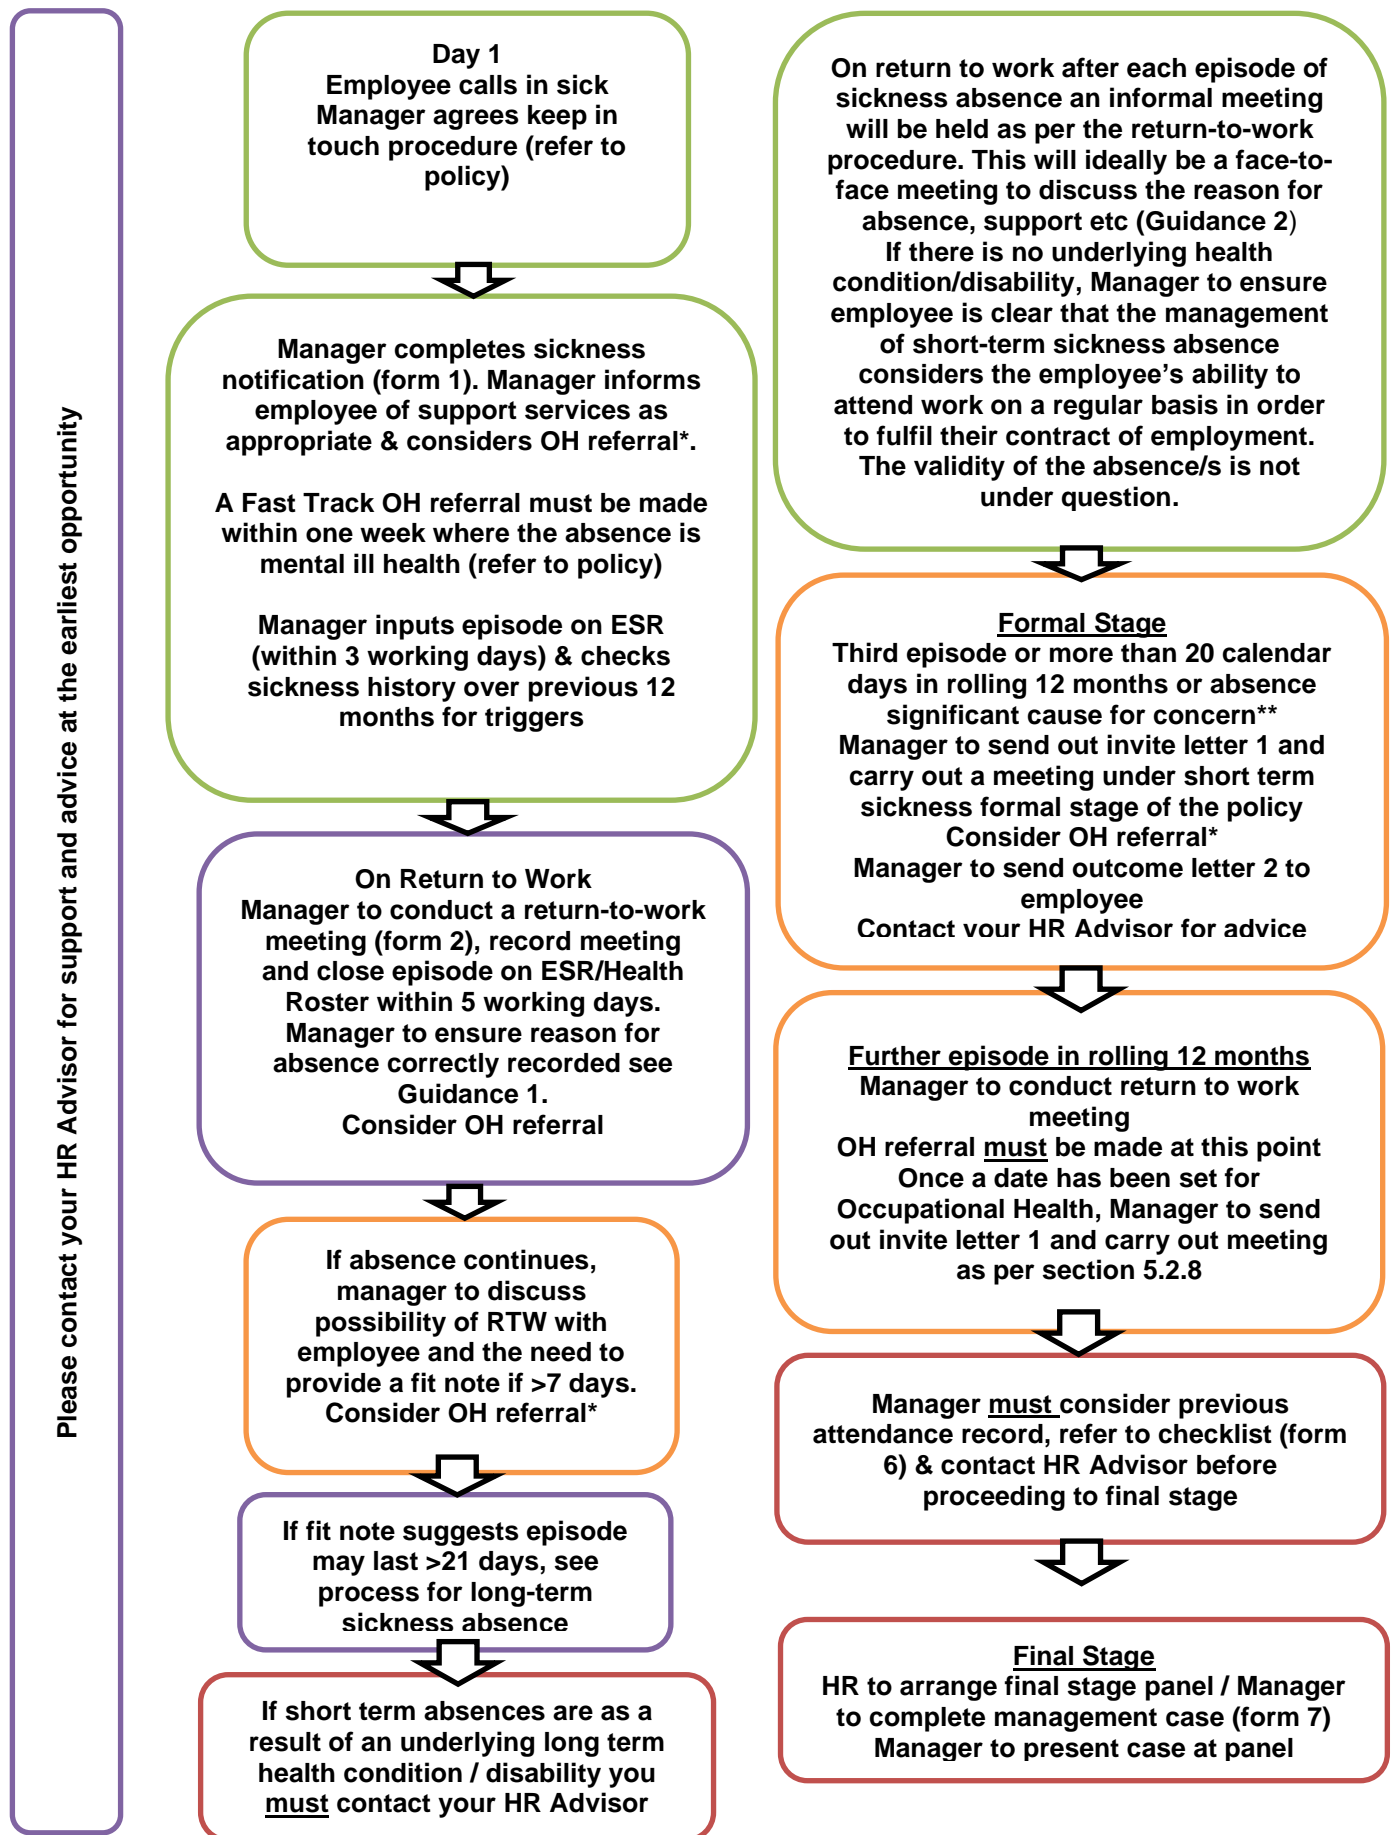 Please contact your HR Advisor for support and advice at the earliest opportunity
Day 1
Employee calls in sick
Manager agrees keep in
touch procedure (refer to
policy)
Manager completes sickness
notification (form 1). Manager informs
employee of support services as
appropriate & considers OH referral*.
A Fast Track OH referral must be made
within one week where the absence is
mental ill health (refer to policy)
Manager inputs episode on ESR
(within 3 working days) & checks
sickness history over previous 12
months for triggers
On Return to Work
Manager to conduct a return-to-work
meeting (form 2), record meeting
and close episode on ESR/Health
Roster within 5 working days.
Manager to ensure reason for
absence correctly recorded see
Guidance 1.
Consider OH referral
If absence continues,
manager to discuss
possibility of RTW with
employee and the need to
provide a fit note if >7 days.
Consider OH referral*
If fit note suggests episode
may last >21 days, see
process for long-term
sickness absence
If short term absences are as a
result of an underlying long term
health condition / disability you
must contact your HR Advisor
On return to work after each episode of
sickness absence an informal meeting
will be held as per the return-to-work
procedure. This will ideally be a face-to-
face meeting to discuss the reason for
absence, support etc (Guidance 2)
If there is no underlying health
condition/disability, Manager to ensure
employee is clear that the management
of short-term sickness absence
considers the employee’s ability to
attend work on a regular basis in order
to fulfil their contract of employment.
The validity of the absence/s is not
under question.
Formal Stage
Third episode or more than 20 calendar
days in rolling 12 months or absence
significant cause for concern**
Manager to send out invite letter 1 and
carry out a meeting under short term
sickness formal stage of the policy
Consider OH referral*
Manager to send outcome letter 2 to
employee
Contact your HR Advisor for advice
Further episode in rolling 12 months
Manager to conduct return to work
meeting
OH referral must be made at this point
Once a date has been set for
Occupational Health, Manager to send
out invite letter 1 and carry out meeting
as per section 5.2.8
Manager must consider previous
attendance record, refer to checklist (form
6) & contact HR Advisor before
proceeding to final stage
Final Stage
HR to arrange final stage panel / Manager
to complete management case (form 7)
Manager to present case at panel